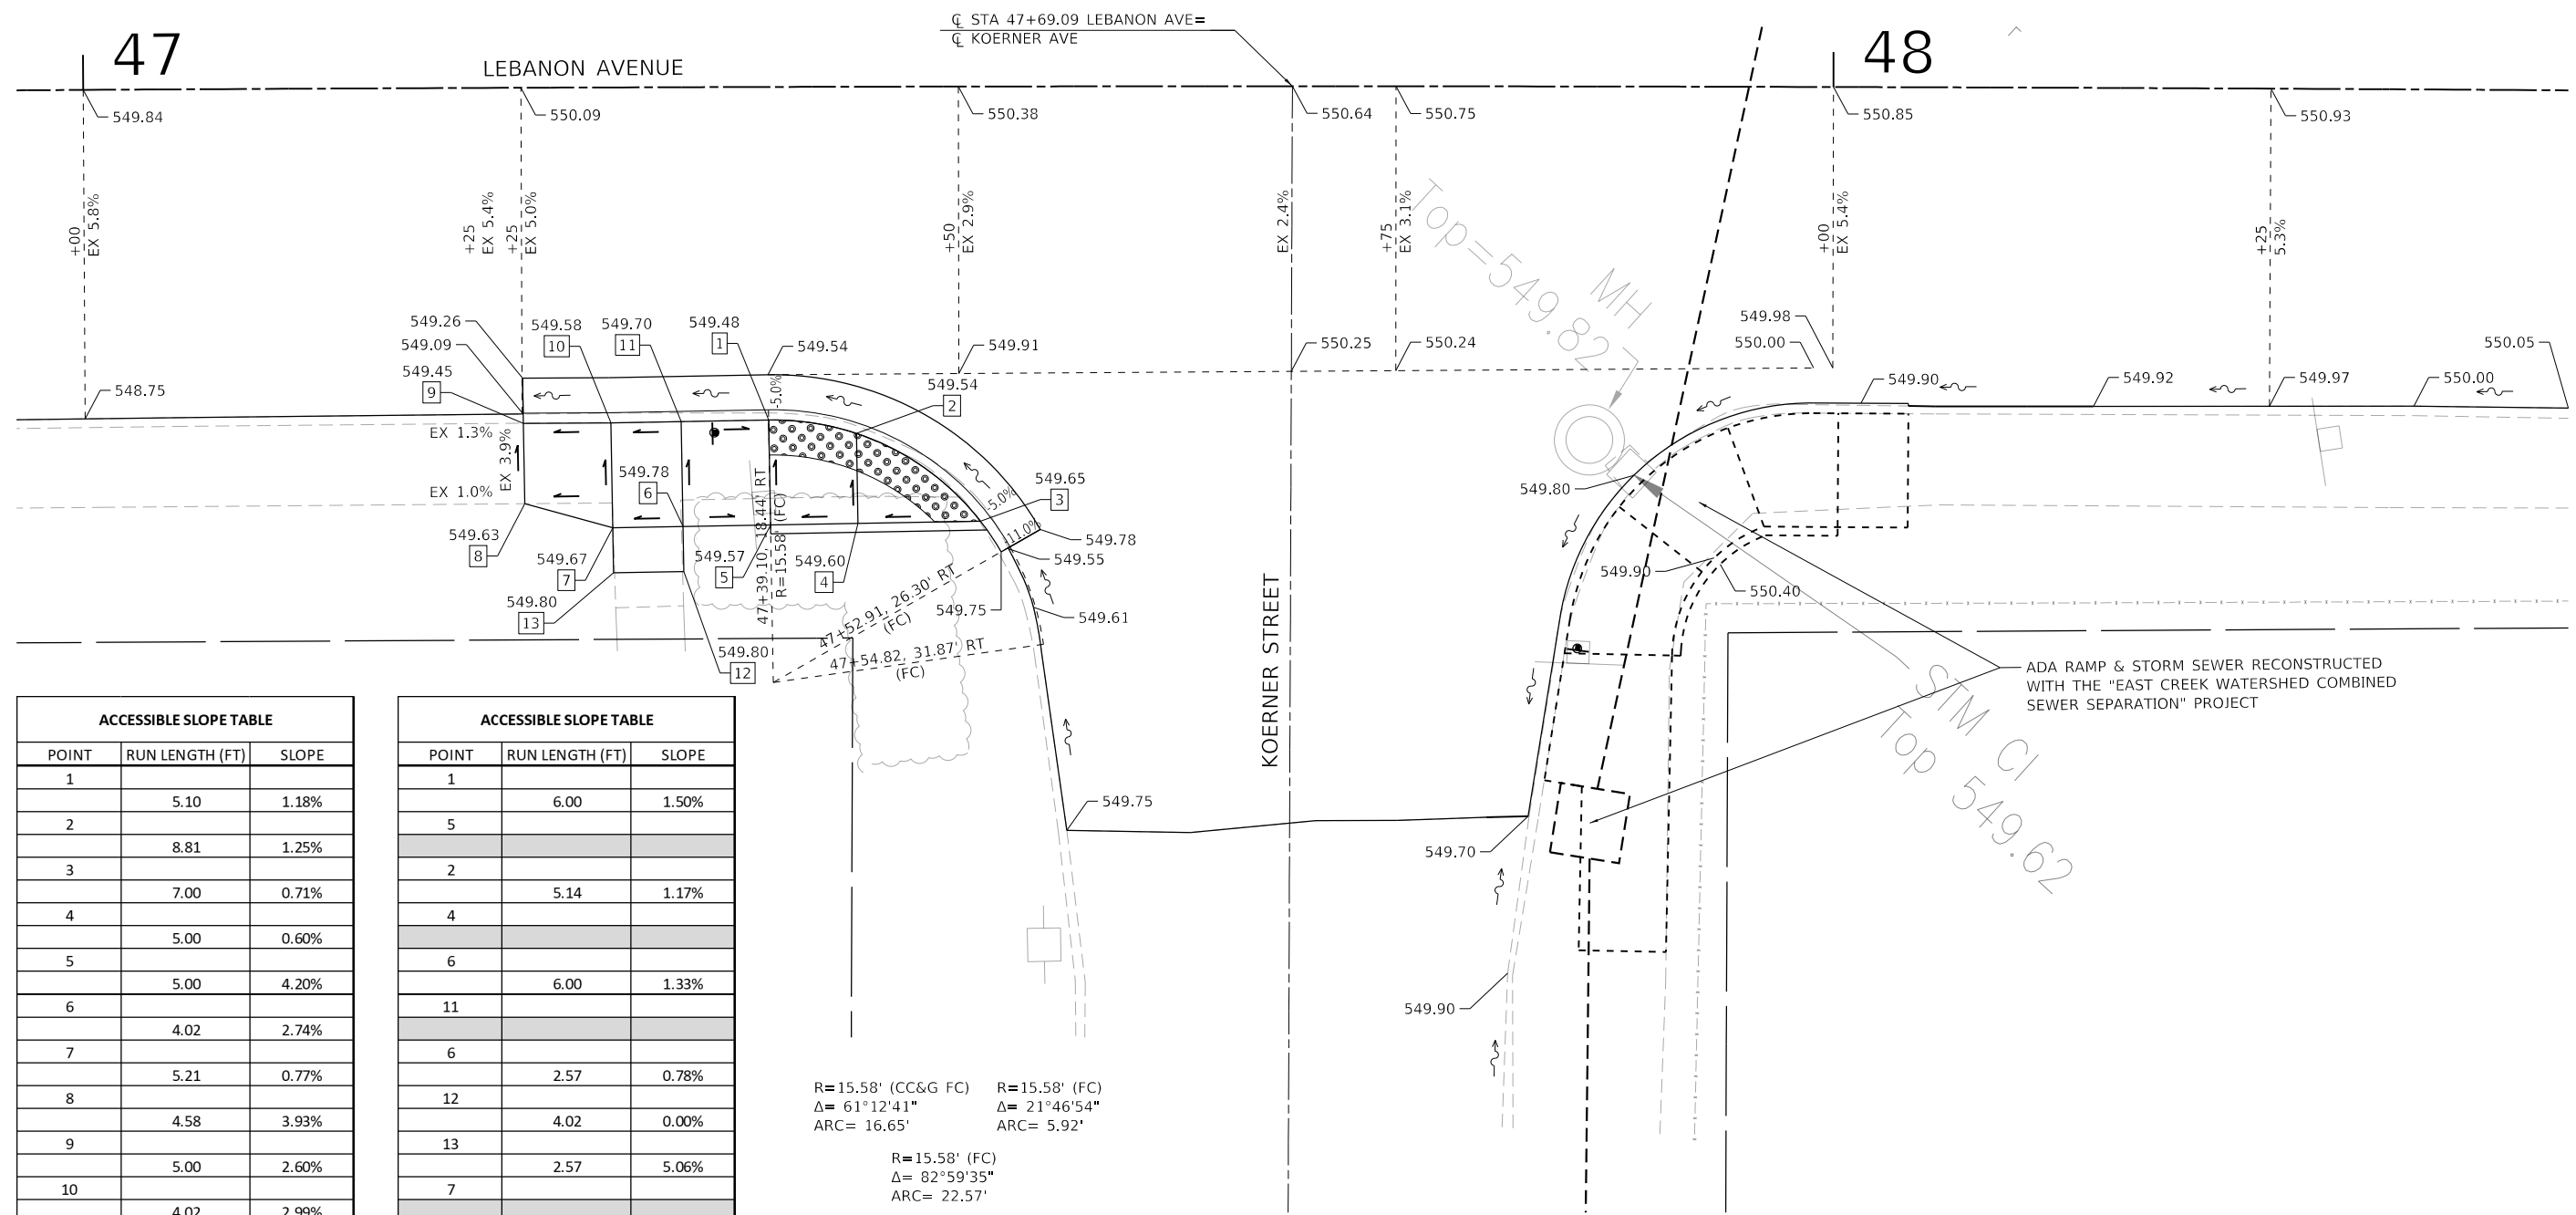 ℄ STA 47+69.09 LEBANON AVE=
℄ KOERNER AVE
47
LEBANON AVENUE
48
549.84
550.09
550.38
550.64
550.75
550.85
550.93
+00
EX 5.8%
+25
EX 5.4%
+25
EX 5.0%
+50
EX 2.9%
EX 2.4%
+75
EX 3.1%
+00
EX 5.4%
+25
5.3%
MH
Top=549.82
549.26
549.09
549.45
9
549.58
10
549.70
11
549.48
1
549.54
549.91
550.25
550.24
549.98
550.00
550.05
548.75
549.54
2
549.90
549.92
549.97
550.00
-5.0%
EX 1.3%
EX 3.9%
EX 1.0%
549.78
6
549.65
3
-5.0%
-11.0%
549.78
549.55
549.80
549.63
8
549.67
7
549.57
5
549.60
4
47+39.10, 18.44' RT
R=15.58' (FC)
549.80
13
549.80
12
47+52.91, 26.30' RT
(FC)
47+54.82, 31.87' RT
(FC)
549.75
549.61
549.90
550.40
KOERNER STREET
ADA RAMP & STORM SEWER RECONSTRUCTED
WITH THE "EAST CREEK WATERSHED COMBINED
SEWER SEPARATION" PROJECT
STM CI
Top 549.62
549.75
549.70
549.90
ACCESSIBLE SLOPE TABLE
POINT RUN LENGTH (FT) SLOPE
1
5.10 1.18%
2
8.81 1.25%
3
7.00 0.71%
4
5.00 0.60%
5
5.00 4.20%
6
4.02 2.74%
7
5.21 0.77%
8
4.58 3.93%
9
5.00 2.60%
10
4.02 2.99%
ACCESSIBLE SLOPE TABLE
POINT RUN LENGTH (FT) SLOPE
1
6.00 1.50%
5
2
5.14 1.17%
4
6
6.00 1.33%
11
6
2.57 0.78%
12
4.02 0.00%
13
2.57 5.06%
7
R=15.58' (CC&G FC)
Δ= 61°12'41"
ARC= 16.65'
R=15.58' (FC)
Δ= 21°46'54"
ARC= 5.92'
R=15.58' (FC)
Δ= 82°59'35"
ARC= 22.57'